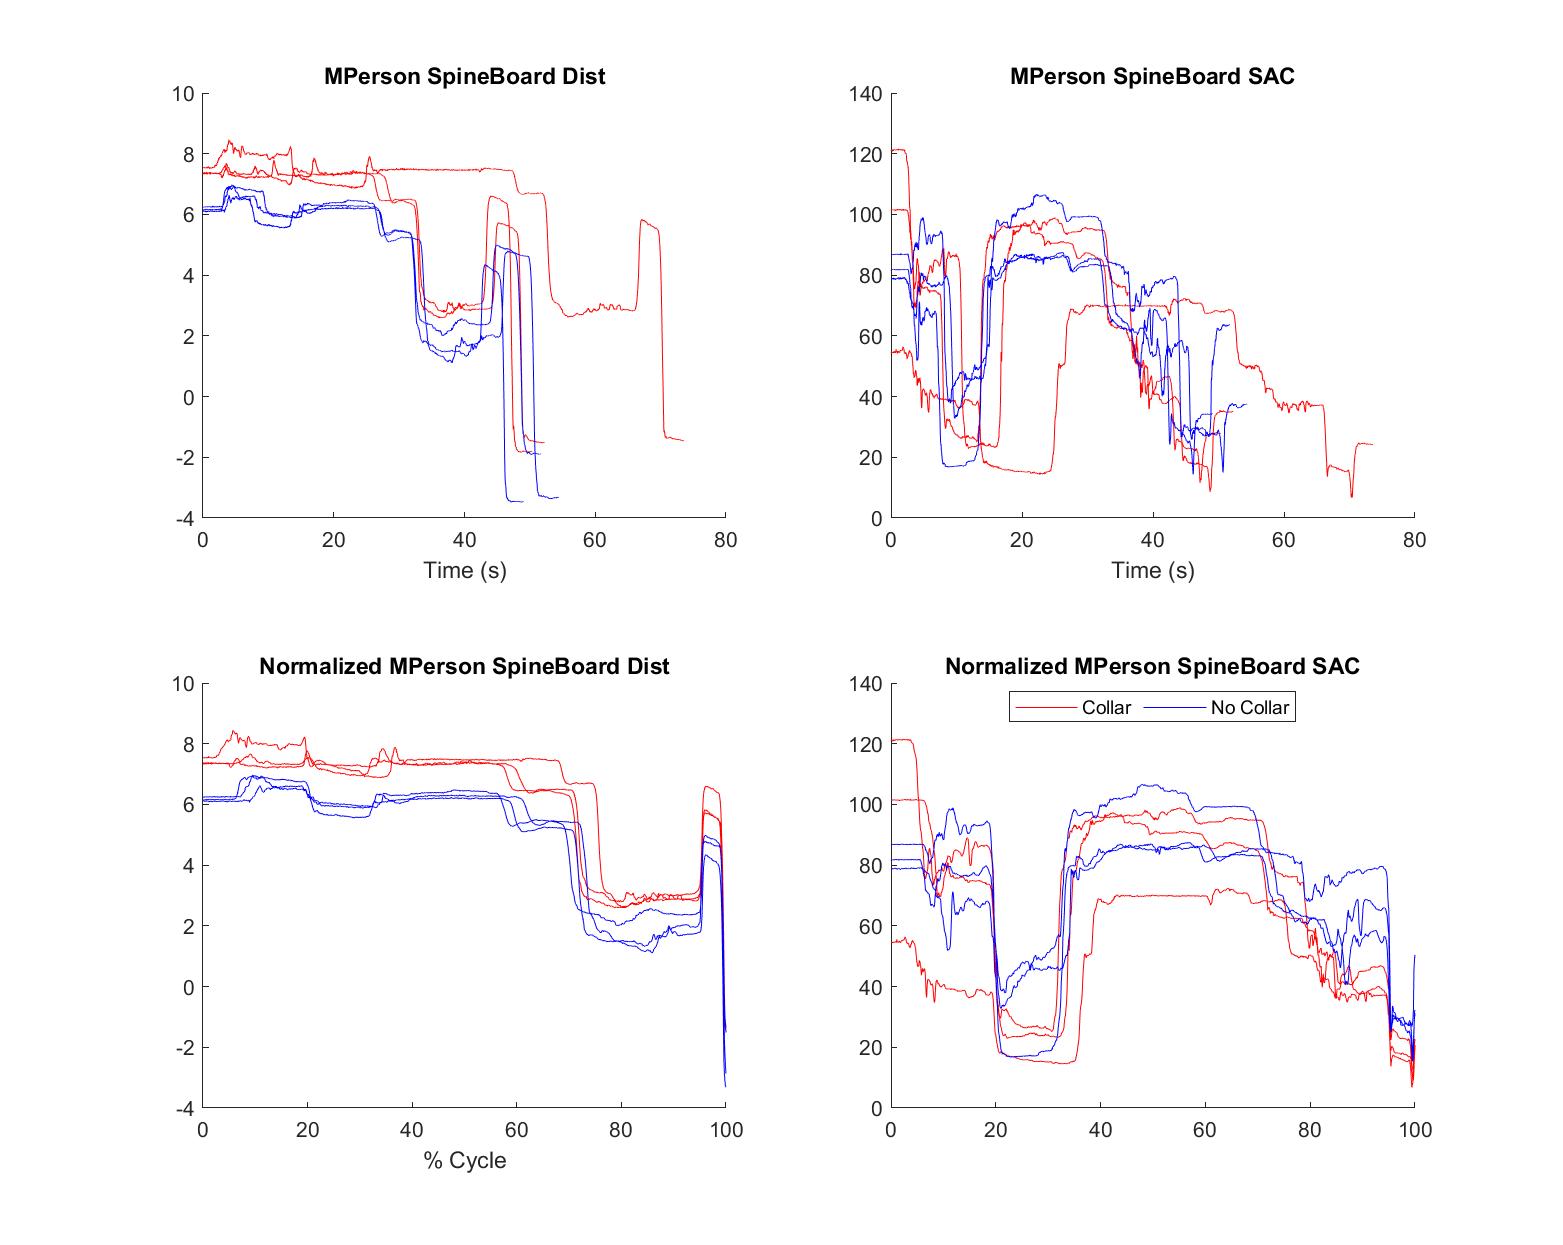 MPerson SpineBoard Dist
10
8
6
4
2
0
-2
-4
0 20 40 60 80
Time (s)
MPerson SpineBoard SAC
140
120
100
80
60
40
20
0
0 20 40 60 80
Time (s)
Normalized MPerson SpineBoard Dist
10
8
6
4
2
0
-2
-4
0 20 40 60 80 100
% Cycle
Normalized MPerson SpineBoard SAC
140
Collar No Collar
120
100
80
60
40
20
0
0 20 40 60 80 100